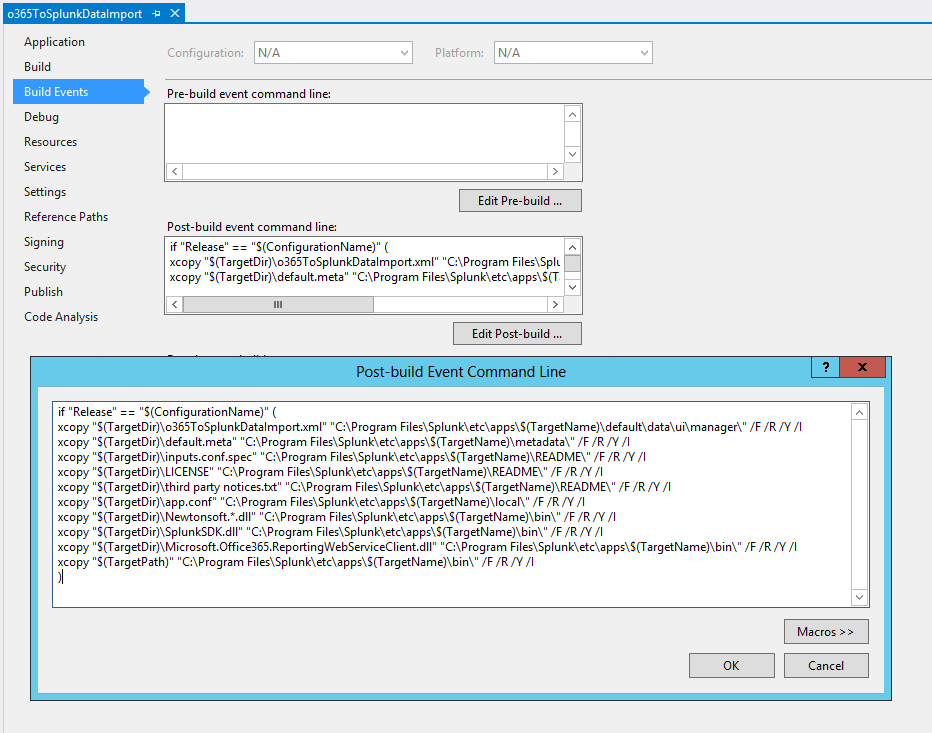 o365ToSplunkDataImport
Application
Build
Build Events
Debug
Resources
Services
Settings
Reference Paths
Signing
Security
Publish
Code Analysis
Configuration: N/A Platform: N/A
Pre-build event command line:
Edit Pre-build ...
Post-build event command line:
if "Release" == "$(ConfigurationName)" (
xcopy "$(TargetDir)\o365ToSplunkDataImport.xml" "C:\Program Files\Splu
xcopy "$(TargetDir)\default.meta" "C:\Program Files\Splunk\etc\apps\$(T
Edit Post-build ...
Post-build Event Command Line
?
if "Release" == "$(ConfigurationName)" (
xcopy "$(TargetDir)\o365ToSplunkDataImport.xml" "C:\Program Files\Splunk\etc\apps\$(TargetName)\default\data\ui\manager\" /F /R /Y /I
xcopy "$(TargetDir)\default.meta" "C:\Program Files\Splunk\etc\apps\$(TargetName)\metadata\" /F /R /Y /I
xcopy "$(TargetDir)\inputs.conf.spec" "C:\Program Files\Splunk\etc\apps\$(TargetName)\README\" /F /R /Y /I
xcopy "$(TargetDir)\LICENSE" "C:\Program Files\Splunk\etc\apps\$(TargetName)\README\" /F /R /Y /I
xcopy "$(TargetDir)\third party notices.txt" "C:\Program Files\Splunk\etc\apps\$(TargetName)\README\" /F /R /Y /I
xcopy "$(TargetDir)\app.conf" "C:\Program Files\Splunk\etc\apps\$(TargetName)\local\" /F /R /Y /I
xcopy "$(TargetDir)\Newtonsoft.*.dll" "C:\Program Files\Splunk\etc\apps\$(TargetName)\bin\" /F /R /Y /I
xcopy "$(TargetDir)\SplunkSDK.dll" "C:\Program Files\Splunk\etc\apps\$(TargetName)\bin\" /F /R /Y /I
xcopy "$(TargetDir)\Microsoft.Office365.ReportingWebServiceClient.dll" "C:\Program Files\Splunk\etc\apps\$(TargetName)\bin\" /F /R /Y /I
xcopy "$(TargetPath)" "C:\Program Files\Splunk\etc\apps\$(TargetName)\bin\" /F /R /Y /I
)
Macros >>
OK
Cancel